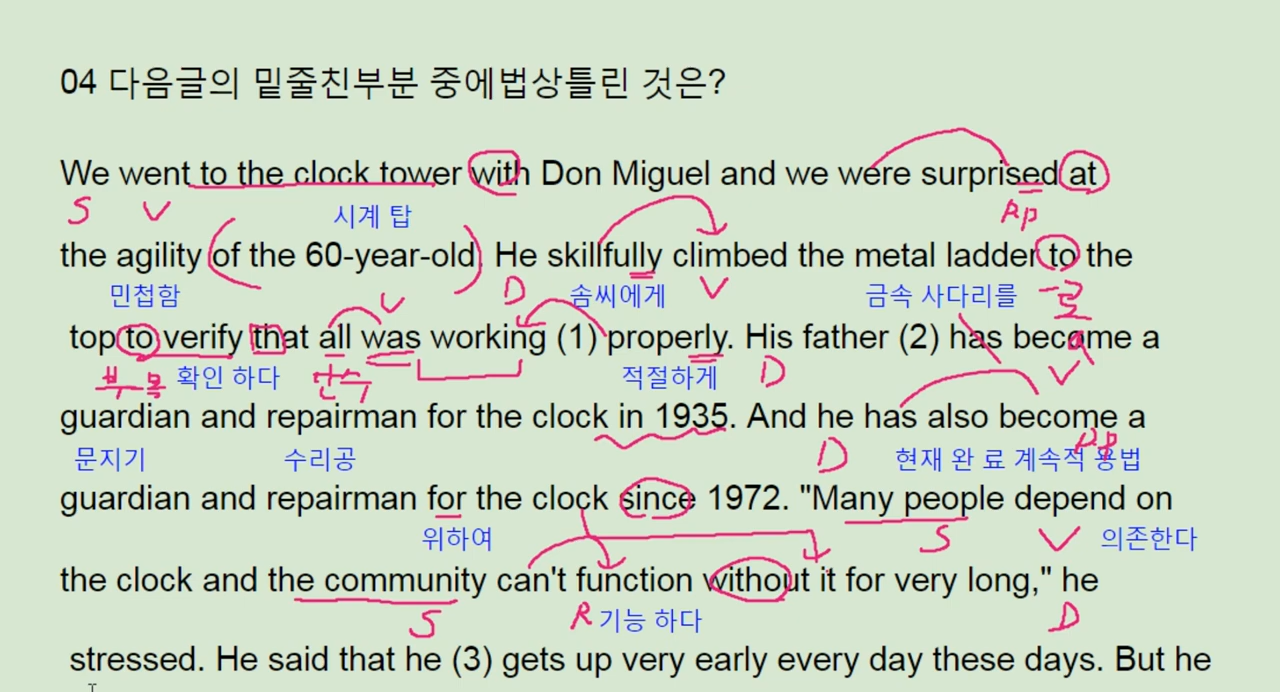 04 다음글의 밑줄친부분 중에법상틀린 것은?
We went to the clock tower with Don Miguel and we were surprised at
S V 시계 탑 p.p
the agility (of the 60-year-old). He skillfully climbed the metal ladder to the
민첩함 D 솜씨에게 V 금속 사다리를 -로
top to verify that all was working (1) properly. His father (2) has became a
부 목 확인 하다 단수 V 적절하게 D V a
guardian and repairman for the clock in 1935. And he has also become a
문지기 수리공 D 현재 완 료 계속적 용법 p.p
guardian and repairman for the clock since 1972. "Many people depend on
위하여 S V 의존한다
the clock and the community can't function without it for very long," he
S R 기능 하다 D
stressed. He said that he (3) gets up very early every day these days. But he